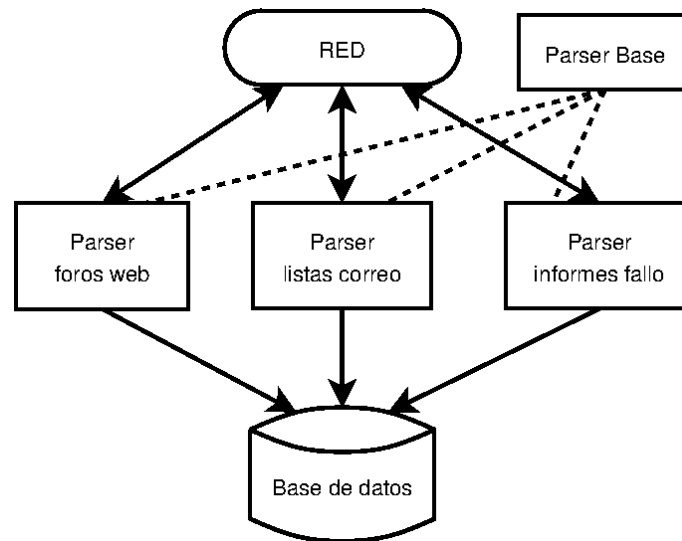 RED
Parser Base
Parser
foros web
Parser
listas correo
Parser
informes fallo
Base de datos